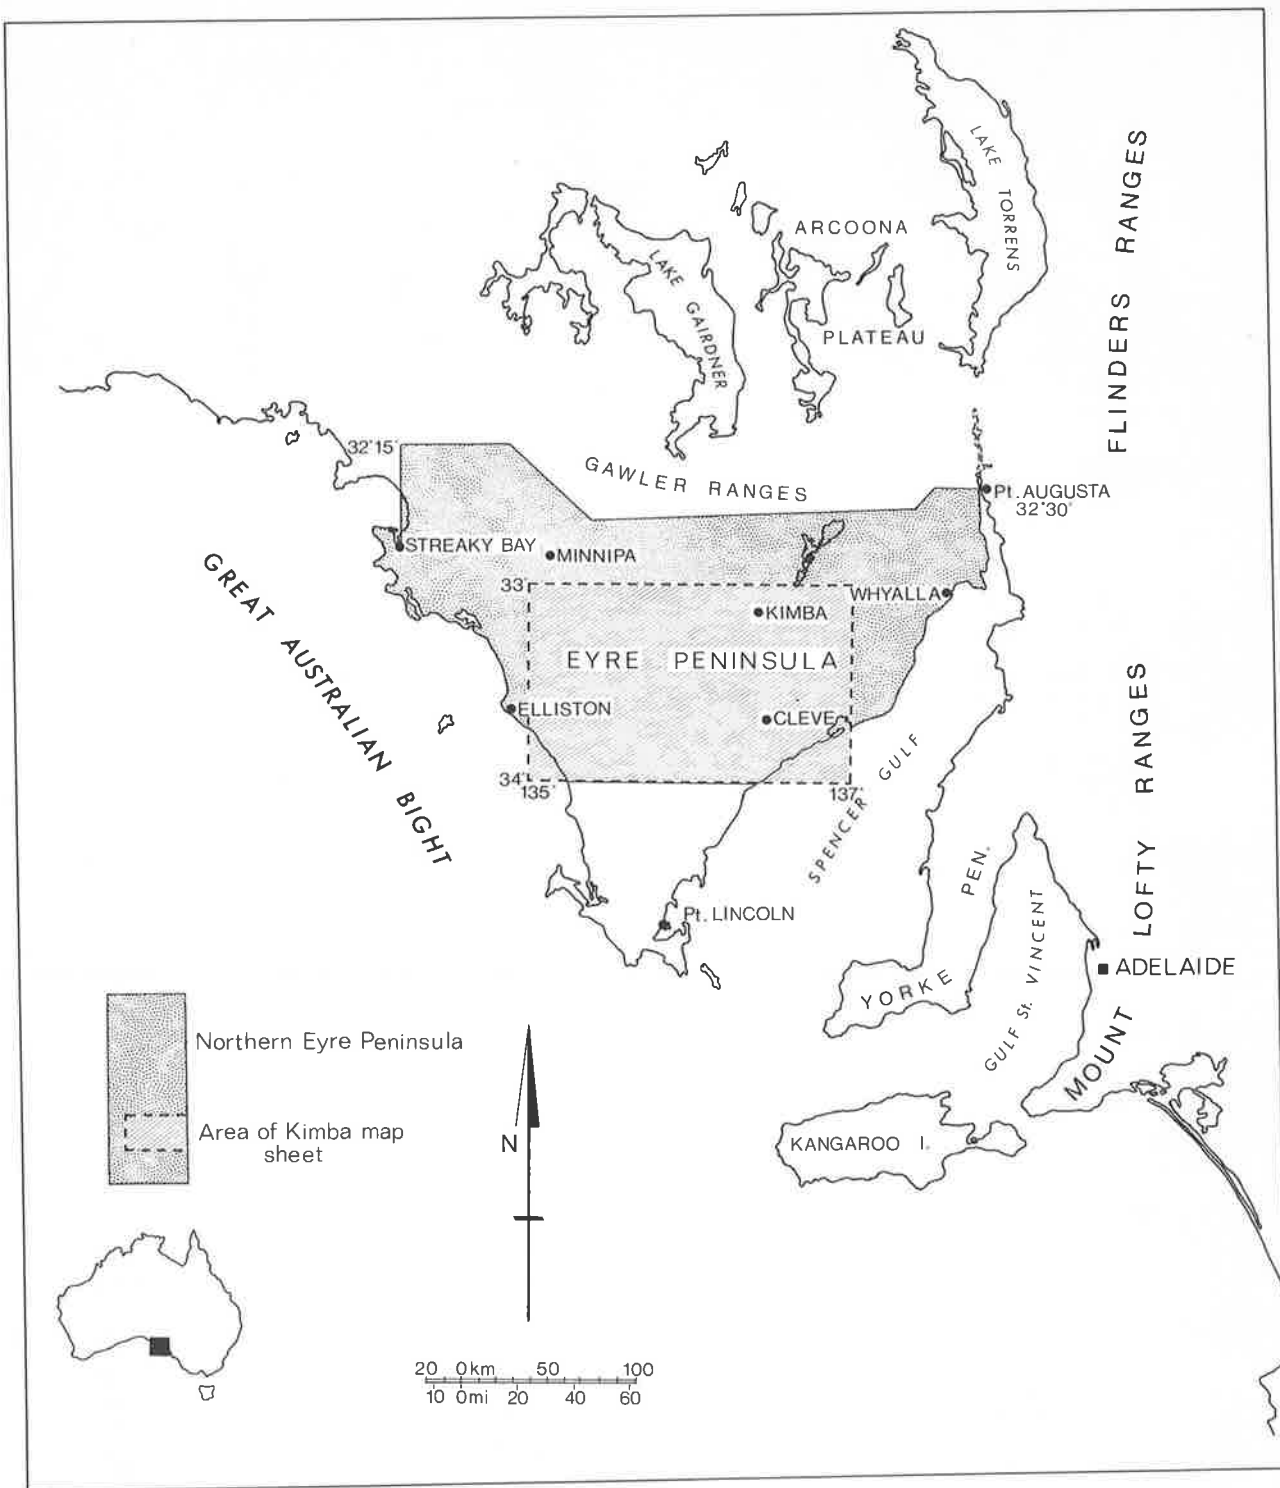 LAKE TORRENS
FLINDERS RANGES
ARCOONA
PLATEAU
LAKE GAIRDNER
32°15'
GAWLER RANGES
Pt. AUGUSTA
32°30'
STREAKY BAY
MINNIPA
33°
WHYALLA
KIMBA
GREAT AUSTRALIAN BIGHT
EYRE PENINSULA
ELLISTON
CLEVE
34°
135°
137°
SPENCER GULF
MOUNT LOFTY RANGES
Pt. LINCOLN
YORKE PEN.
GULF St. VINCENT
ADELAIDE
KANGAROO I.
Northern Eyre Peninsula
Area of Kimba map
sheet
N
20 0km 50 100
10 0mi 20 40 60